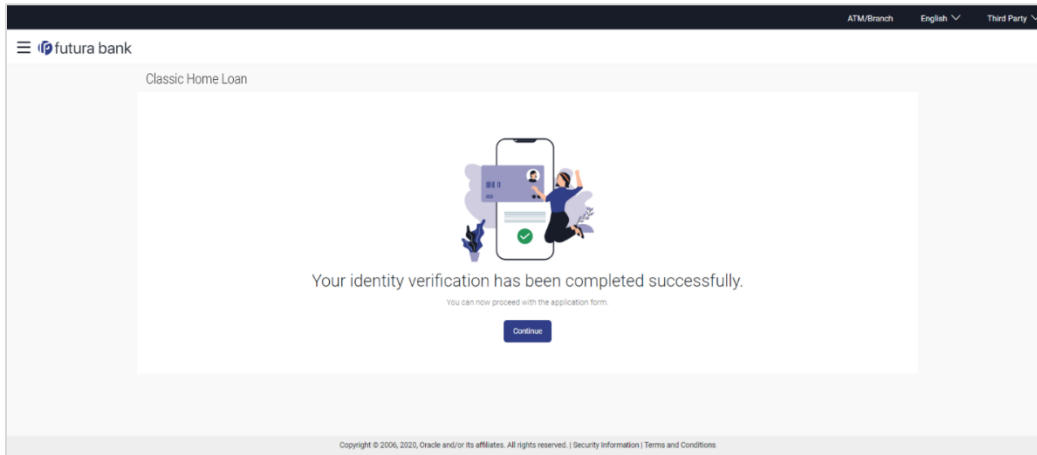 ATM/Branch English Third Party
futura bank
Classic Home Loan
Your identity verification has been completed successfully.
You can now proceed with the application form.
Continue
Copyright © 2006, 2020, Oracle and/or its affiliates. All rights reserved. | Security Information | Terms and Conditions